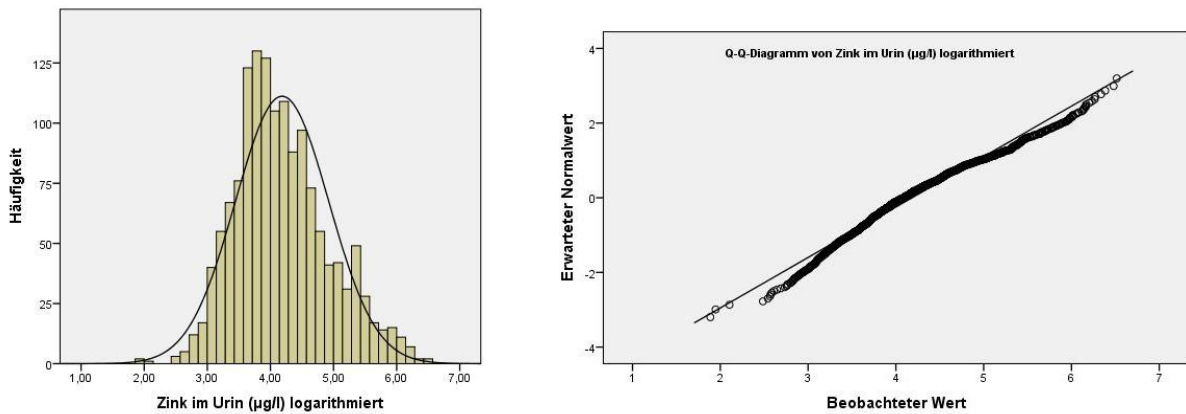 Häufigkeit
125
100
75
50
25
0
1,00 2,00 3,00 4,00 5,00 6,00 7,00
Zink im Urin (µg/l) logarithmiert
Q-Q-Diagramm von Zink im Urin (µg/l) logarithmiert
Erwarteter Normalwert
4
2
0
-2
-4
1 2 3 4 5 6 7
Beobachteter Wert